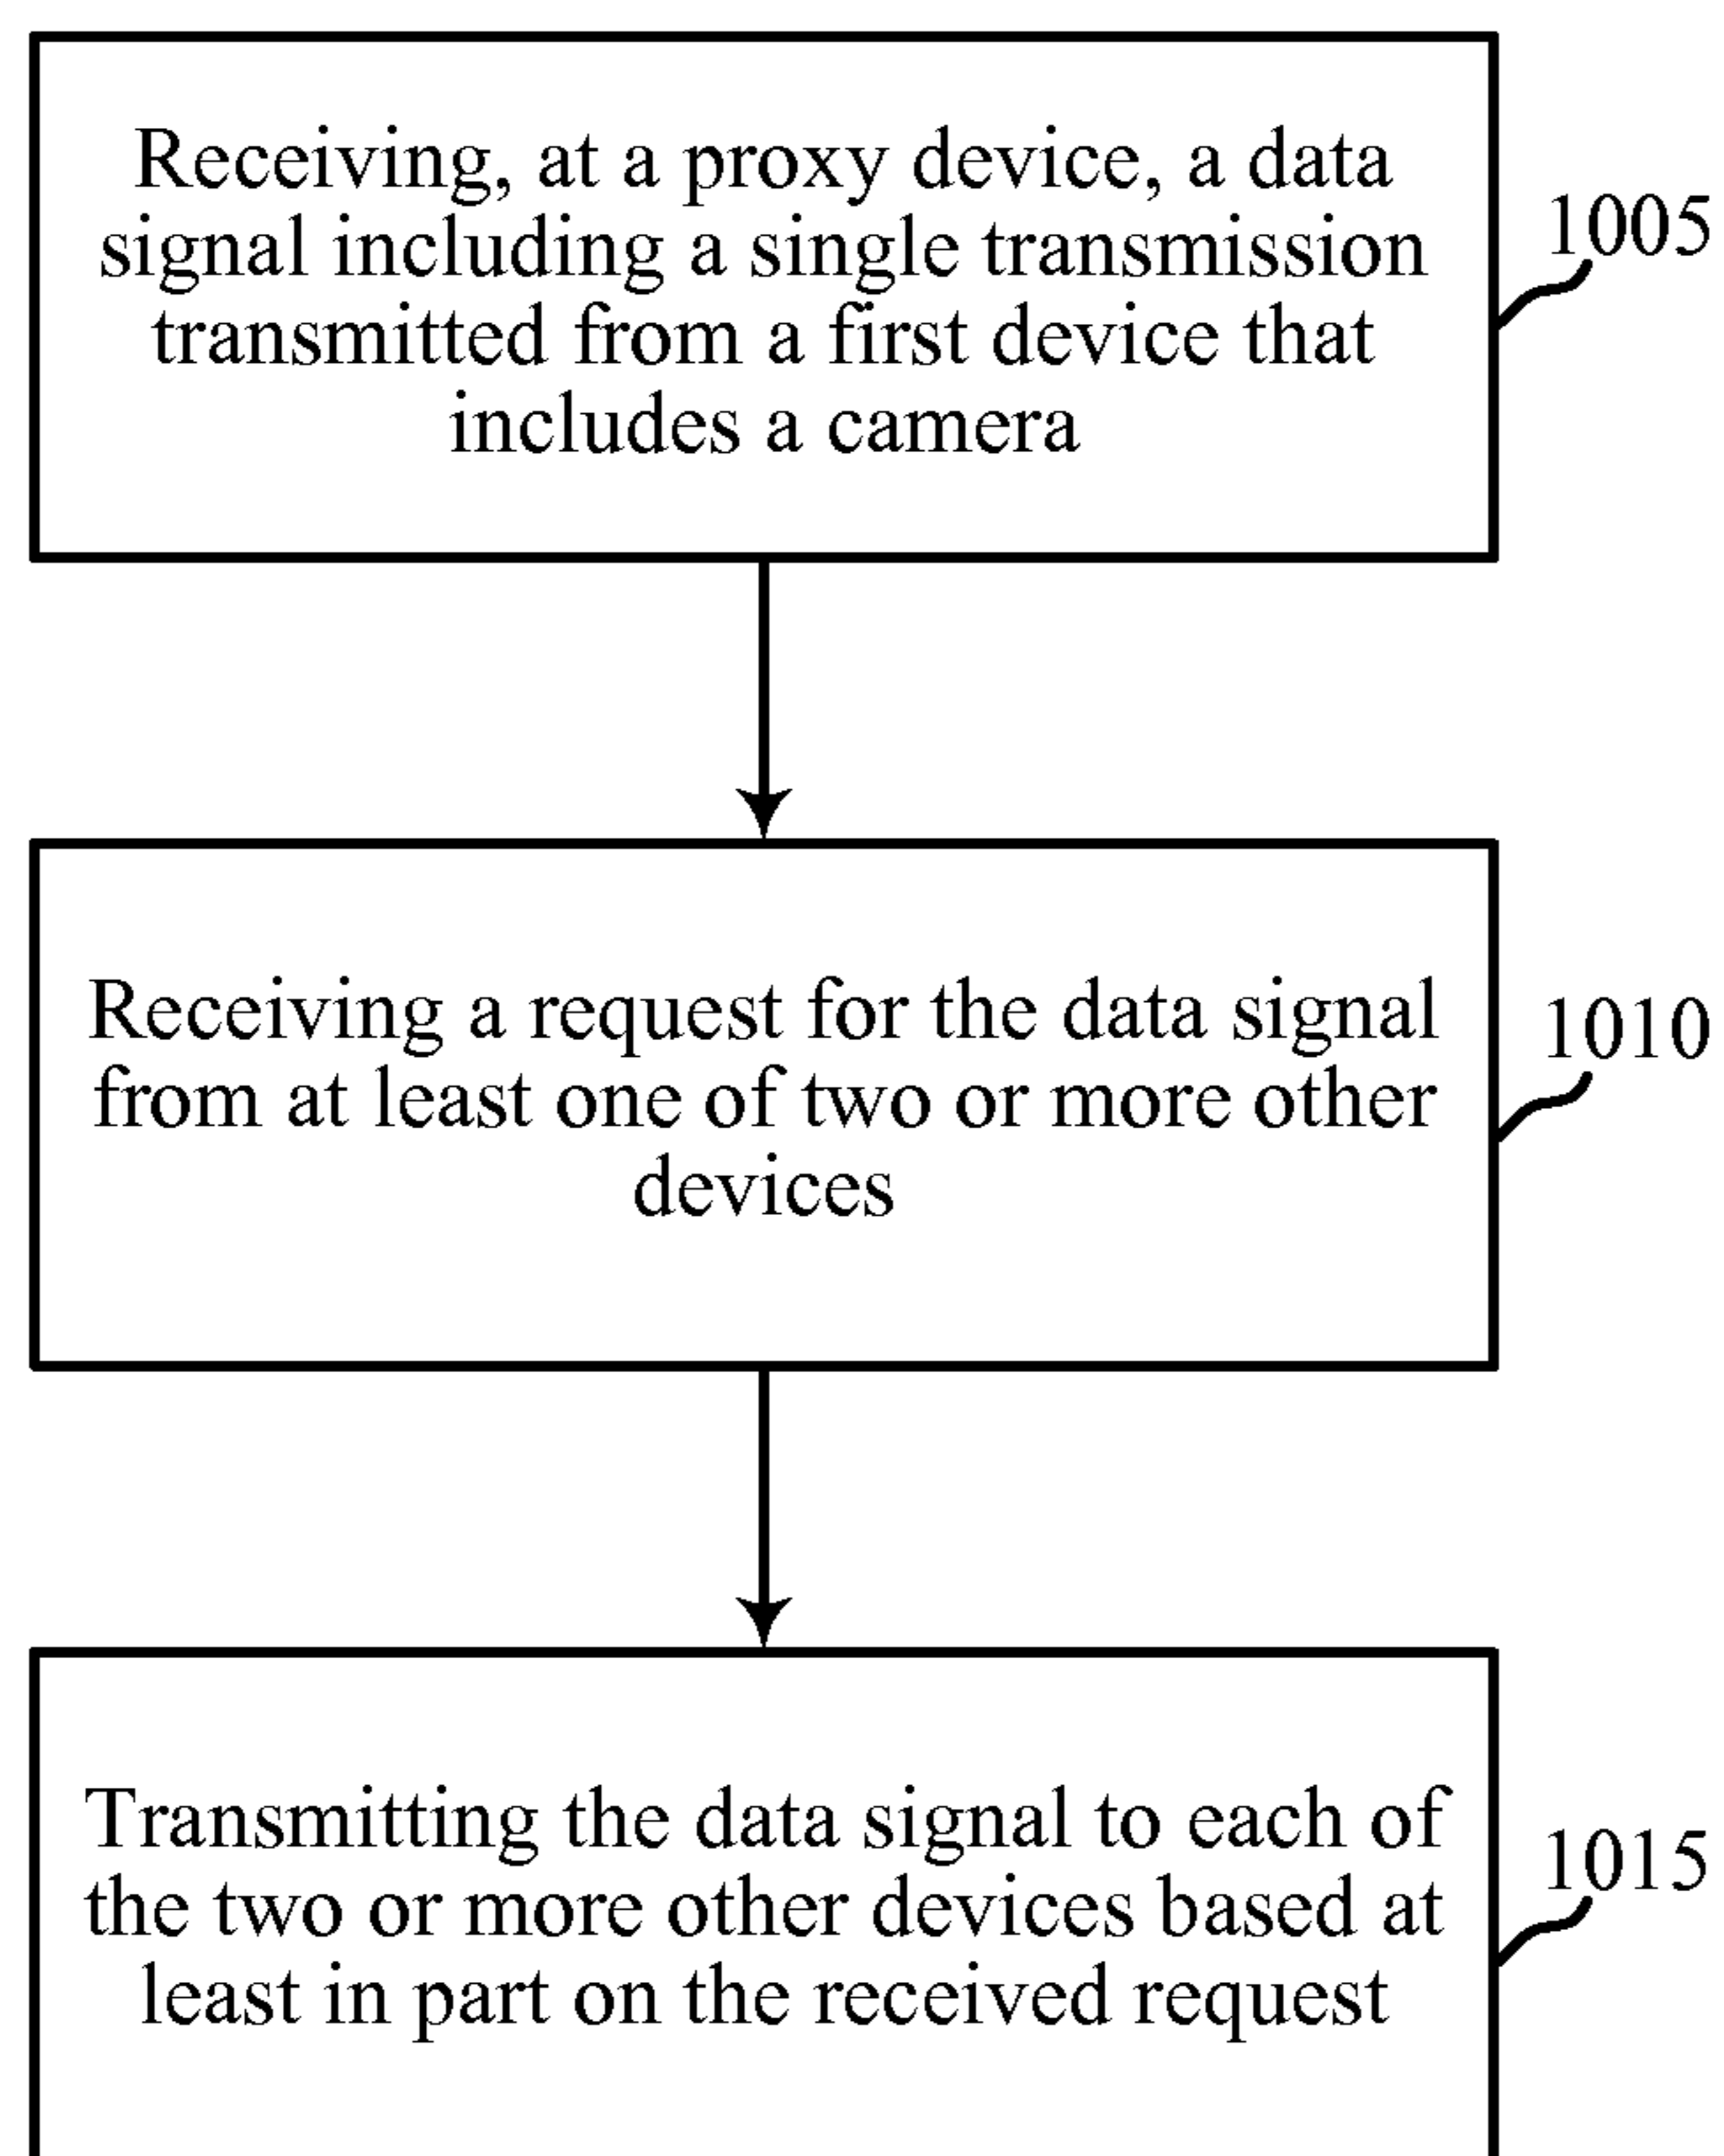 Receiving, at a proxy device, a data
signal including a single transmission
transmitted from a first device that
includes a camera
1005
Receiving a request for the data signal
from at least one of two or more other
devices
1010
Transmitting the data signal to each of
the two or more other devices based at
least in part on the received request
1015